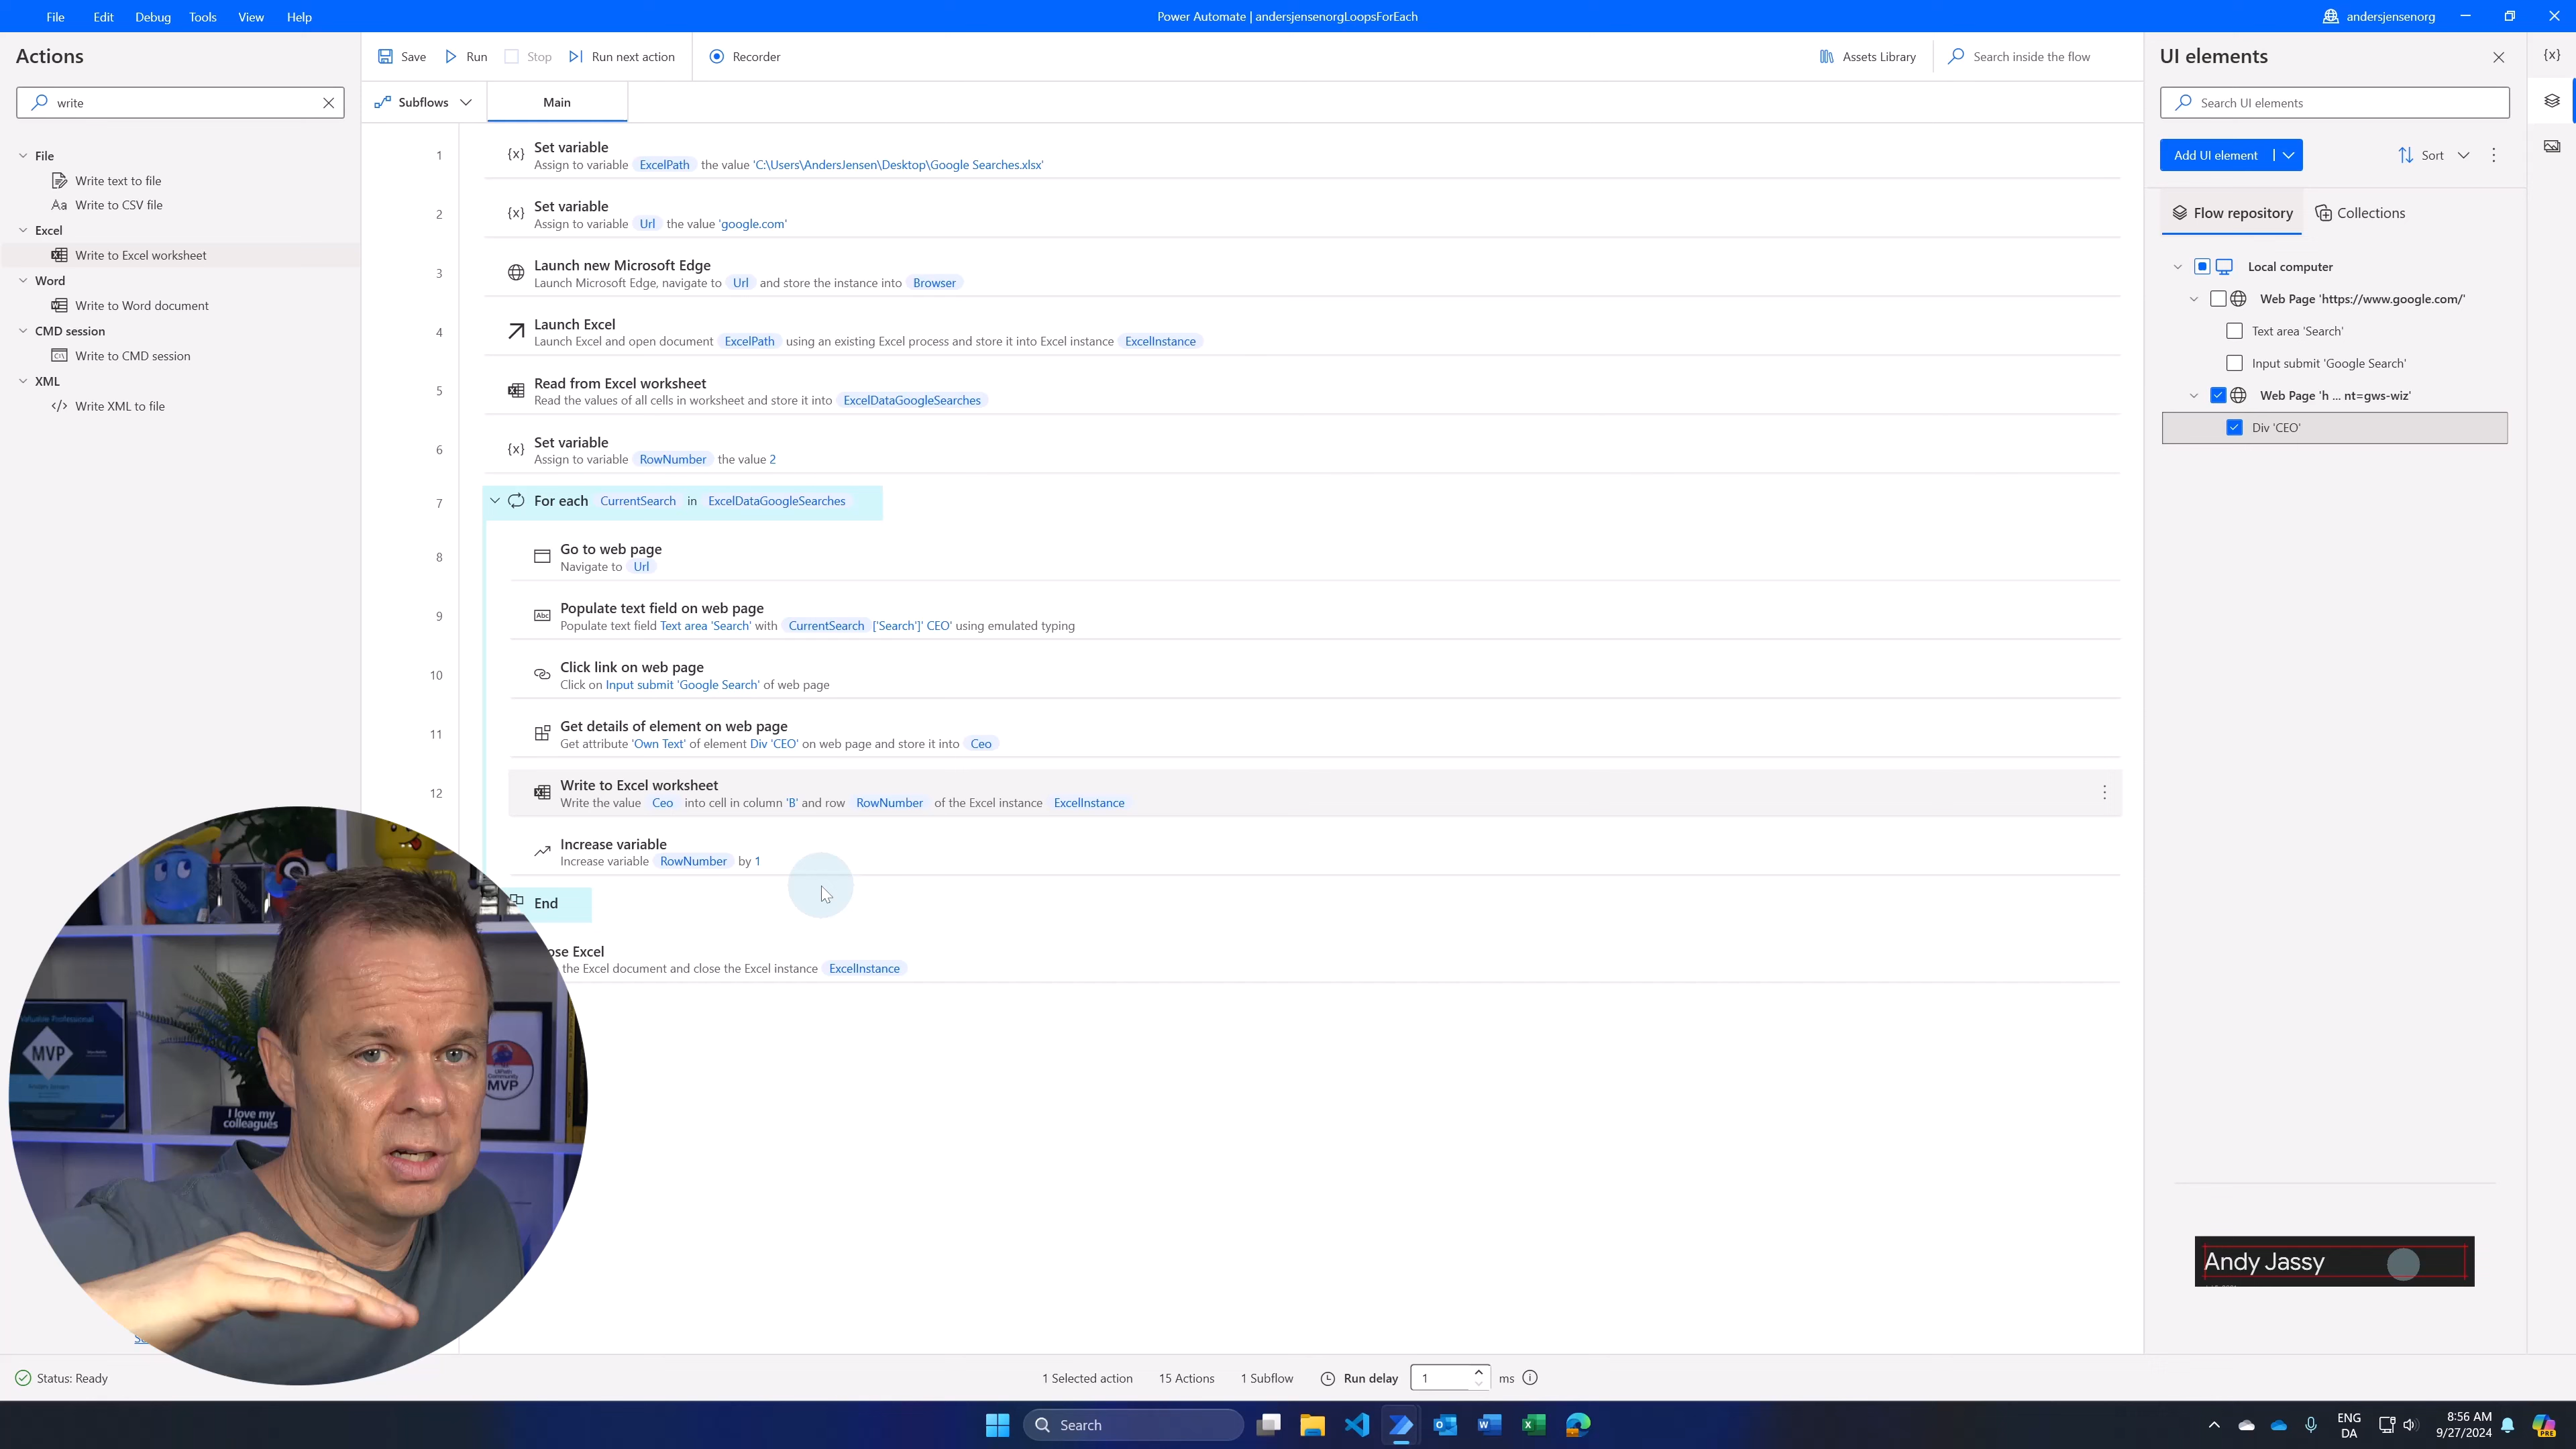 File Edit Debug Tools View Help
Power Automate | andersjensenorgLoopsForEach
andersjensenorg
Actions
write
File
Write text to file
Write to CSV file
Excel
Write to Excel worksheet
Word
Write to Word document
CMD session
Write to CMD session
XML
Write XML to file
Save Run Stop Run next action Recorder
Assets Library Search inside the flow
Subflows Main
1 Set variable
Assign to variable ExcelPath the value 'C:\Users\AndersJensen\Desktop\Google Searches.xlsx'
2 Set variable
Assign to variable Url the value 'google.com'
3 Launch new Microsoft Edge
Launch Microsoft Edge, navigate to Url and store the instance into Browser
4 Launch Excel
Launch Excel and open document ExcelPath using an existing Excel process and store it into Excel instance ExcelInstance
5 Read from Excel worksheet
Read the values of all cells in worksheet and store it into ExcelDataGoogleSearches
6 {x} Set variable
Assign to variable RowNumber the value 2
7 For each CurrentSearch in ExcelDataGoogleSearches
8 Go to web page
Navigate to Url
9 Populate text field on web page
Populate text field Text area 'Search' with CurrentSearch ['Search']' CEO' using emulated typing
10 Click link on web page
Click on Input submit 'Google Search' of web page
11 Get details of element on web page
Get attribute 'Own Text' of element Div 'CEO' on web page and store it into Ceo
12 Write to Excel worksheet
Write the value Ceo into cell in column 'B' and row RowNumber of the Excel instance ExcelInstance
Increase variable
Increase variable RowNumber by 1
End
ose Excel
the Excel document and close the Excel instance ExcelInstance
UI elements
Search UI elements
Add UI element Sort
Flow repository Collections
Local computer
Web Page 'https://www.google.com/'
Text area 'Search'
Input submit 'Google Search'
Web Page 'h ... nt=gws-wiz'
Div 'CEO'
Andy Jassy
MVP
MVP
I love my
colleagues
Status: Ready
1 Selected action 15 Actions 1 Subflow Run delay 1 ms
Search
ENG
DA
8:56 AM
9/27/2024
PRE